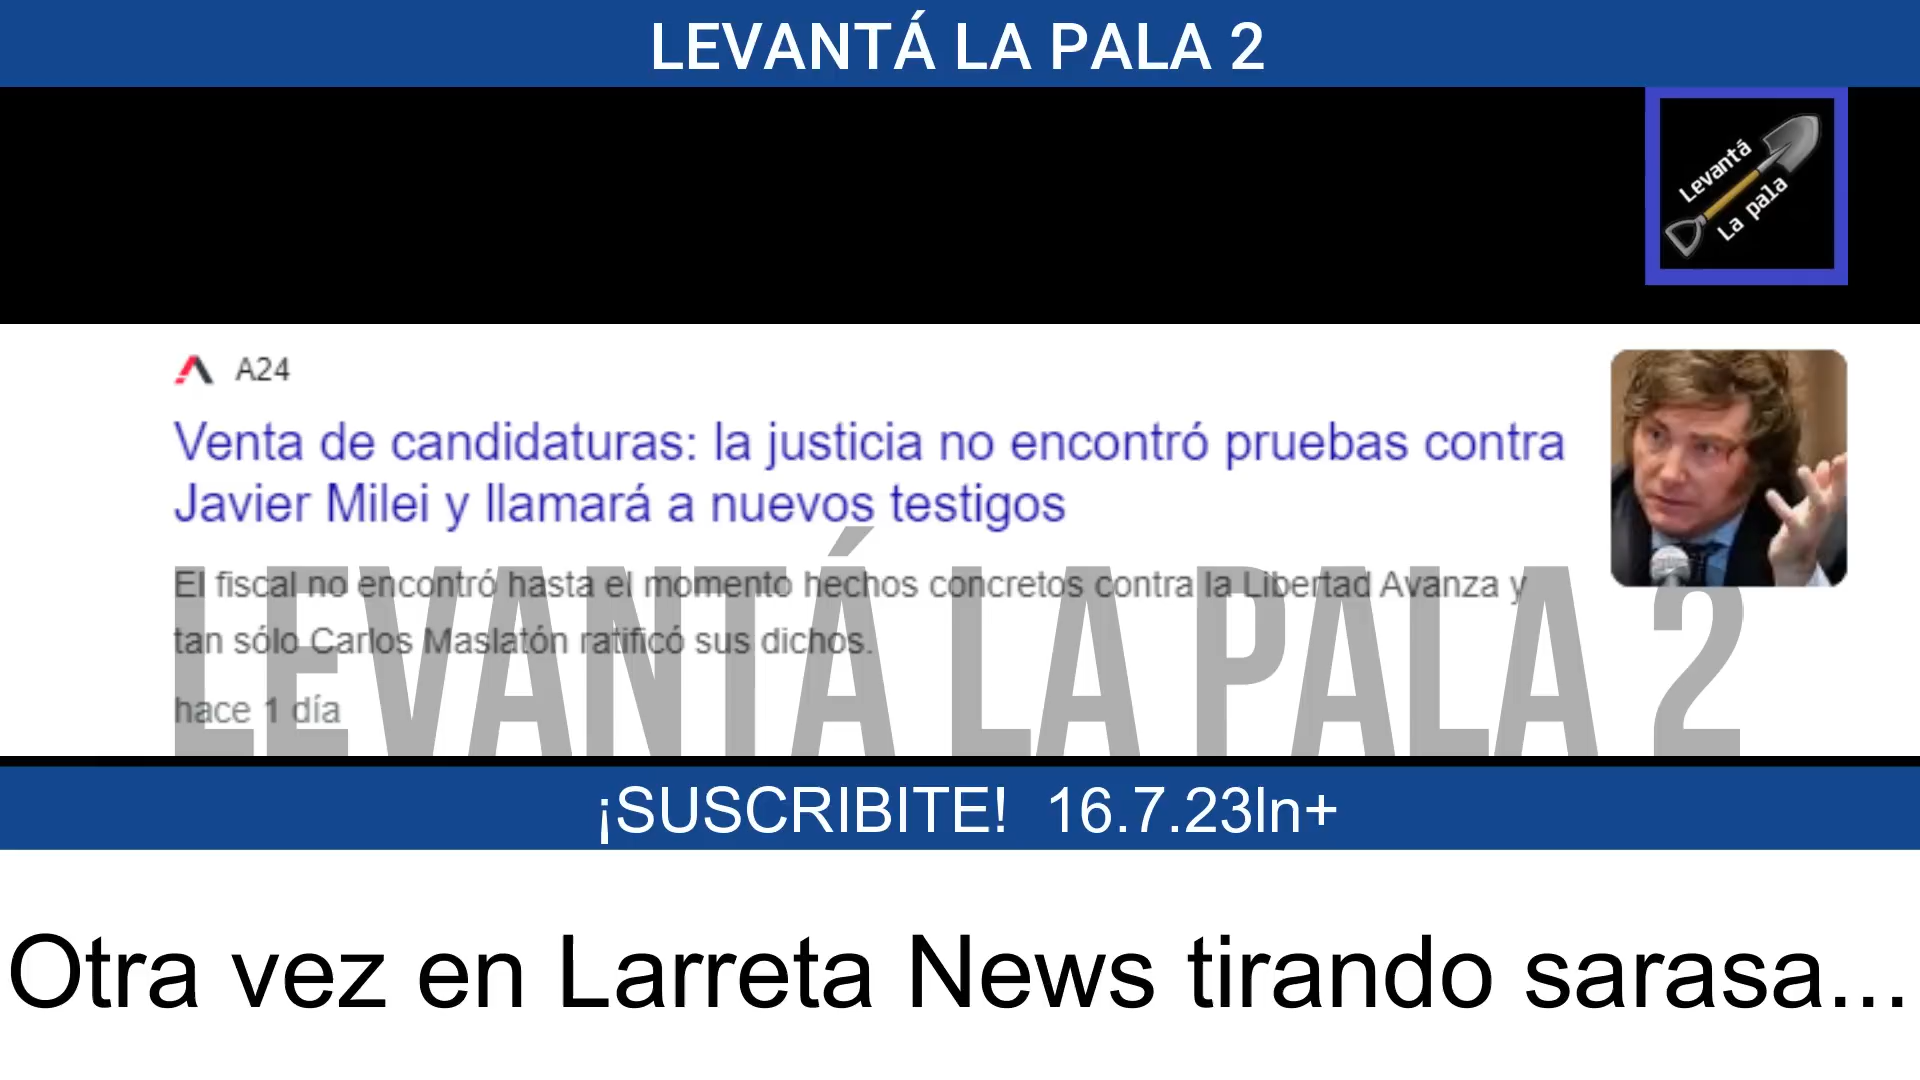 LEVANTÁ LA PALA 2
Levantá
La pala
A24
Venta de candidaturas: la justicia no encontró pruebas contra
Javier Milei y llamará a nuevos testigos
El fiscal no encontró hasta el momento hechos concretos contra la Libertad Avanza y
tan sólo Carlos Maslatón ratificó sus dichos.
hace 1 día
LEVANTÁ LA PALA 2
¡SUSCRIBITE! 16.7.23ln+
Otra vez en Larreta News tirando sarasa...